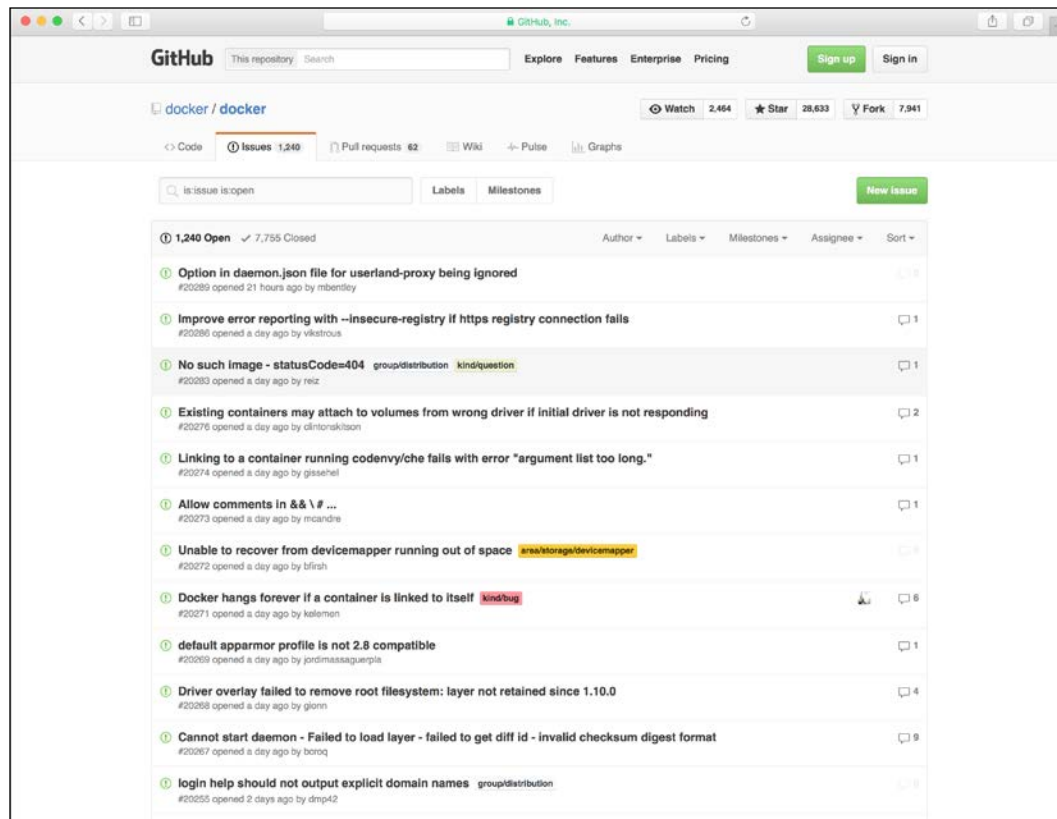 GitHub, Inc.
GitHub This repository Search Explore Features Enterprise Pricing Sign up Sign in
docker / docker Watch 2,464 Star 28,633 Fork 7,941
<> Code Issues 1,240 Pull requests 62 Wiki Pulse Graphs
is:issue is:open Labels Milestones New issue
1,240 Open 7,755 Closed Author Labels Milestones Assignee Sort
Option in daemon.json file for userland-proxy being ignored 0
#20289 opened 21 hours ago by mbentley
Improve error reporting with --insecure-registry if https registry connection fails 1
#20286 opened a day ago by vikstrous
No such image - statusCode=404 group/distribution kind/question 1
#20283 opened a day ago by reiz
Existing containers may attach to volumes from wrong driver if initial driver is not responding 2
#20276 opened a day ago by clintonskitson
Linking to a container running codenvy/che fails with error "argument list too long." 1
#20274 opened a day ago by gissehel
Allow comments in && \ # ... 1
#20273 opened a day ago by mcandre
Unable to recover from devicemapper running out of space area/storage/devicemapper 0
#20272 opened a day ago by bfirsh
Docker hangs forever if a container is linked to itself kind/bug 6
#20271 opened a day ago by kelemen
default apparmor profile is not 2.8 compatible 1
#20269 opened a day ago by jordimassaguerpla
Driver overlay failed to remove root filesystem: layer not retained since 1.10.0 4
#20268 opened a day ago by gionn
Cannot start daemon - Failed to load layer - failed to get diff id - invalid checksum digest format 9
#20267 opened a day ago by boroq
login help should not output explicit domain names group/distribution 0
#20255 opened 2 days ago by dmp42